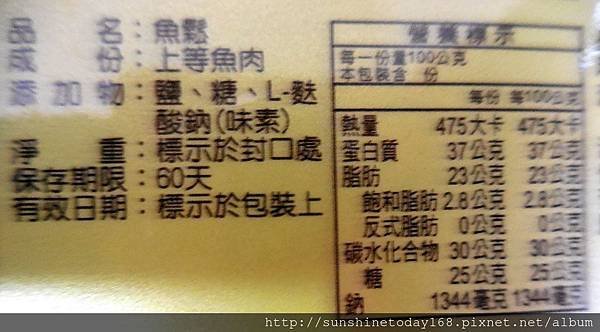 品名：魚鬆
成份：上等魚肉
添加物：鹽、糖、L-麩
酸鈉(味素)
淨重：標示於封口處
保存期限：60天
有效日期：標示於包裝上
營養標示
每一份量100公克
本包裝含 份
每份 每100公克
熱量 475大卡 475大卡
蛋白質 37公克 37公克
脂肪 23公克 23公克
飽和脂肪 2.8公克 2.8公克
反式脂肪 0公克 0公克
碳水化合物 30公克 30公克
糖 25公克 25公克
鈉 1344毫克 1344毫克
http://sunshinetoday168.pixnet.net/album